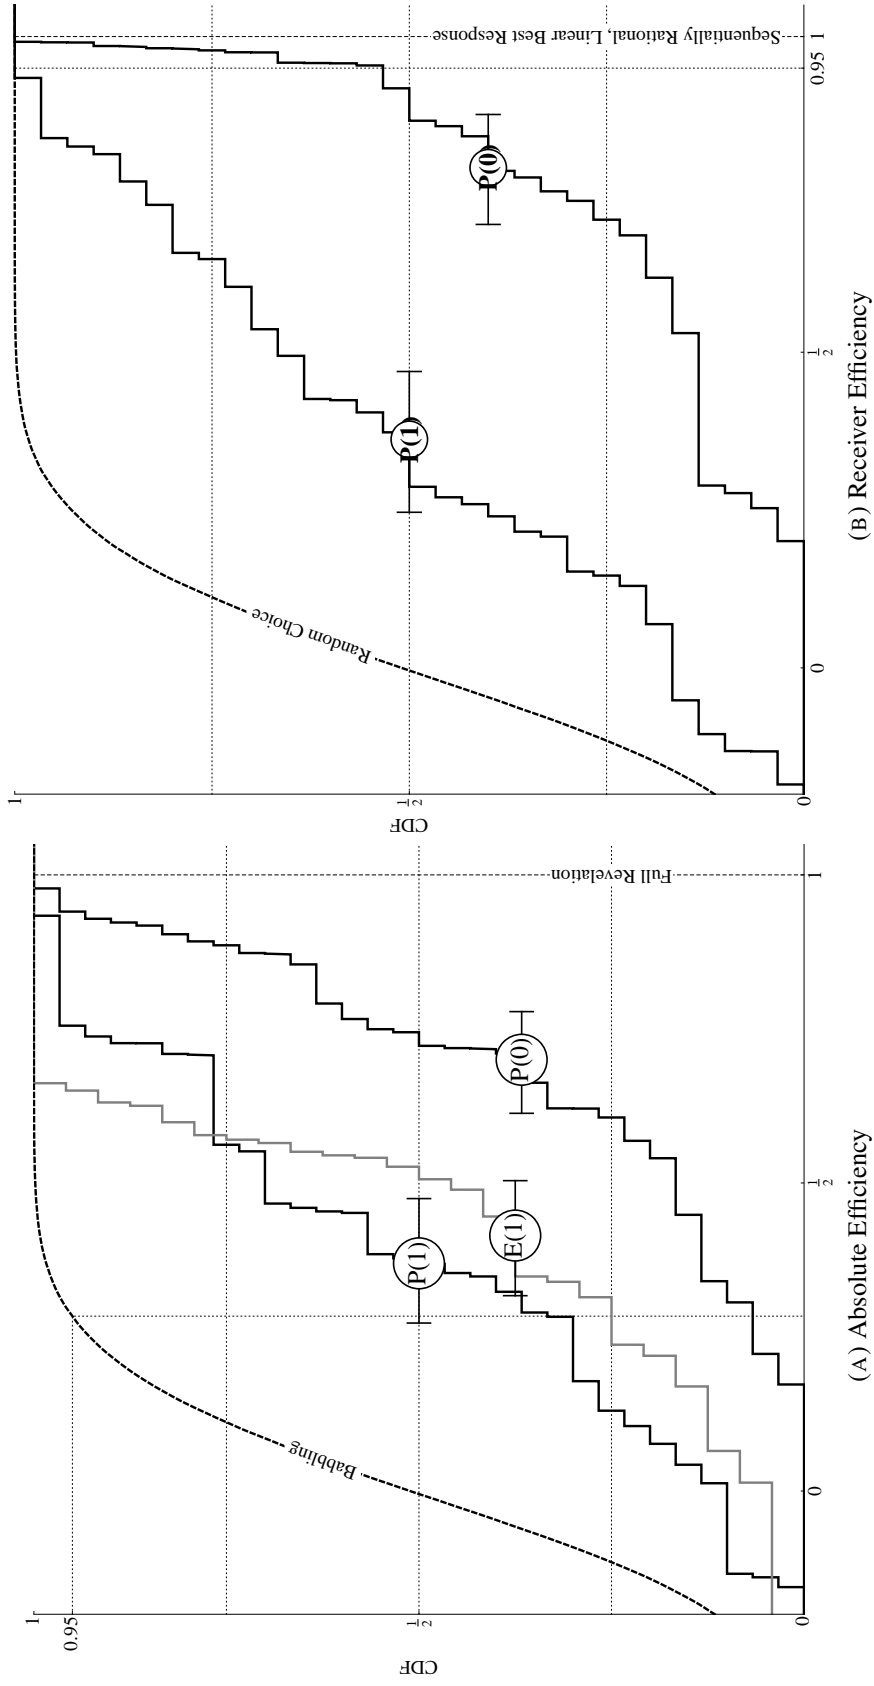 1
0.95
1/2
0
CDF
Babbling
P(1)
E(1)
P(0)
Full Revelation
0
1/2
1
(A) Absolute Efficiency
1
1/2
0
CDF
Random Choice
P(1)
P(0)
Sequentially Rational, Linear Best Response
0
1/2
0.95
1
(B) Receiver Efficiency